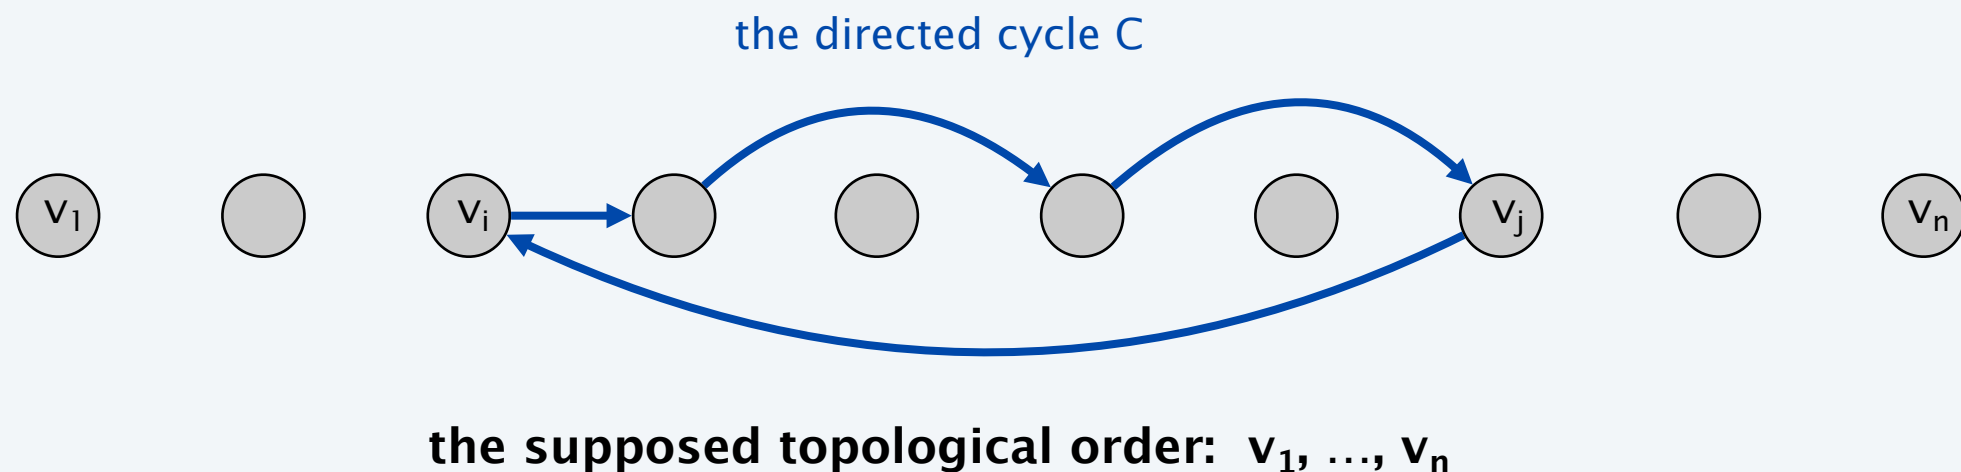 the directed cycle C
v₁ vᵢ vⱼ vₙ
the supposed topological order: v₁, …, vₙ